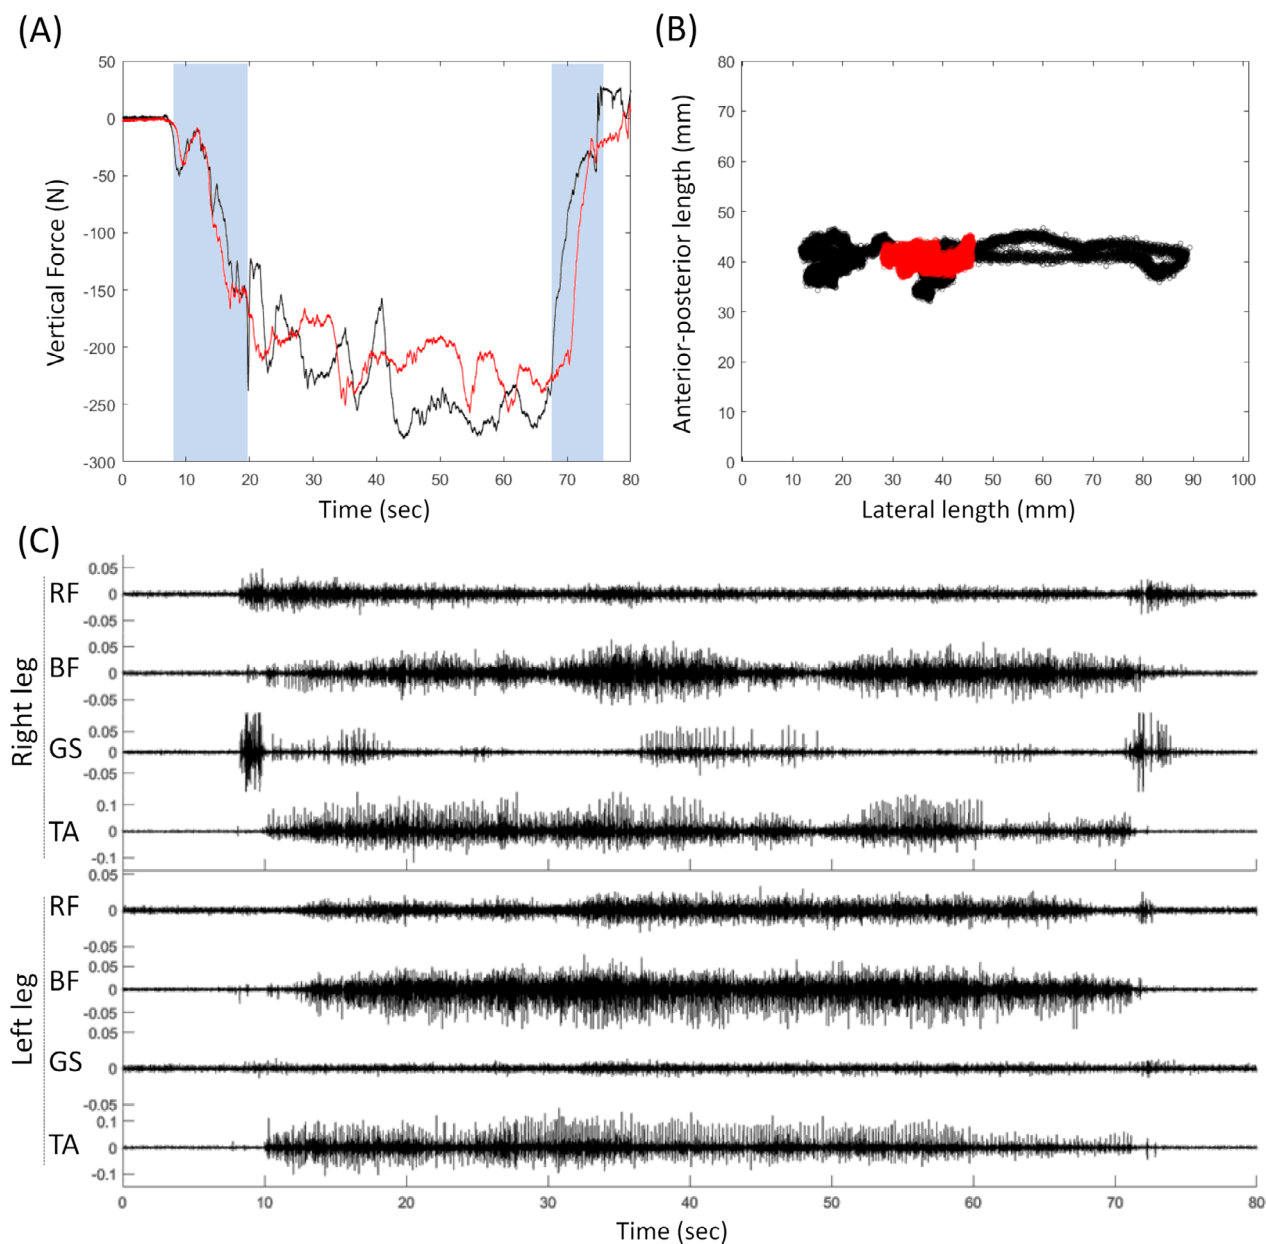 (A)
50
0
-50
-100
-150
-200
-250
-300
Vertical Force (N)
0 10 20 30 40 50 60 70 80
Time (sec)
(B)
80
70
60
50
40
30
20
10
0
Anterior-posterior length (mm)
0 10 20 30 40 50 60 70 80 90 100
Lateral length (mm)
(C)
Right leg
RF
0.05
0
-0.05
BF
0.05
0
-0.05
GS
0.05
0
-0.05
TA
0.1
0
-0.1
Left leg
RF
0.05
0
-0.05
BF
0.05
0
-0.05
GS
0.05
0
-0.05
TA
0.1
0
-0.1
0 10 20 30 40 50 60 70 80
Time (sec)